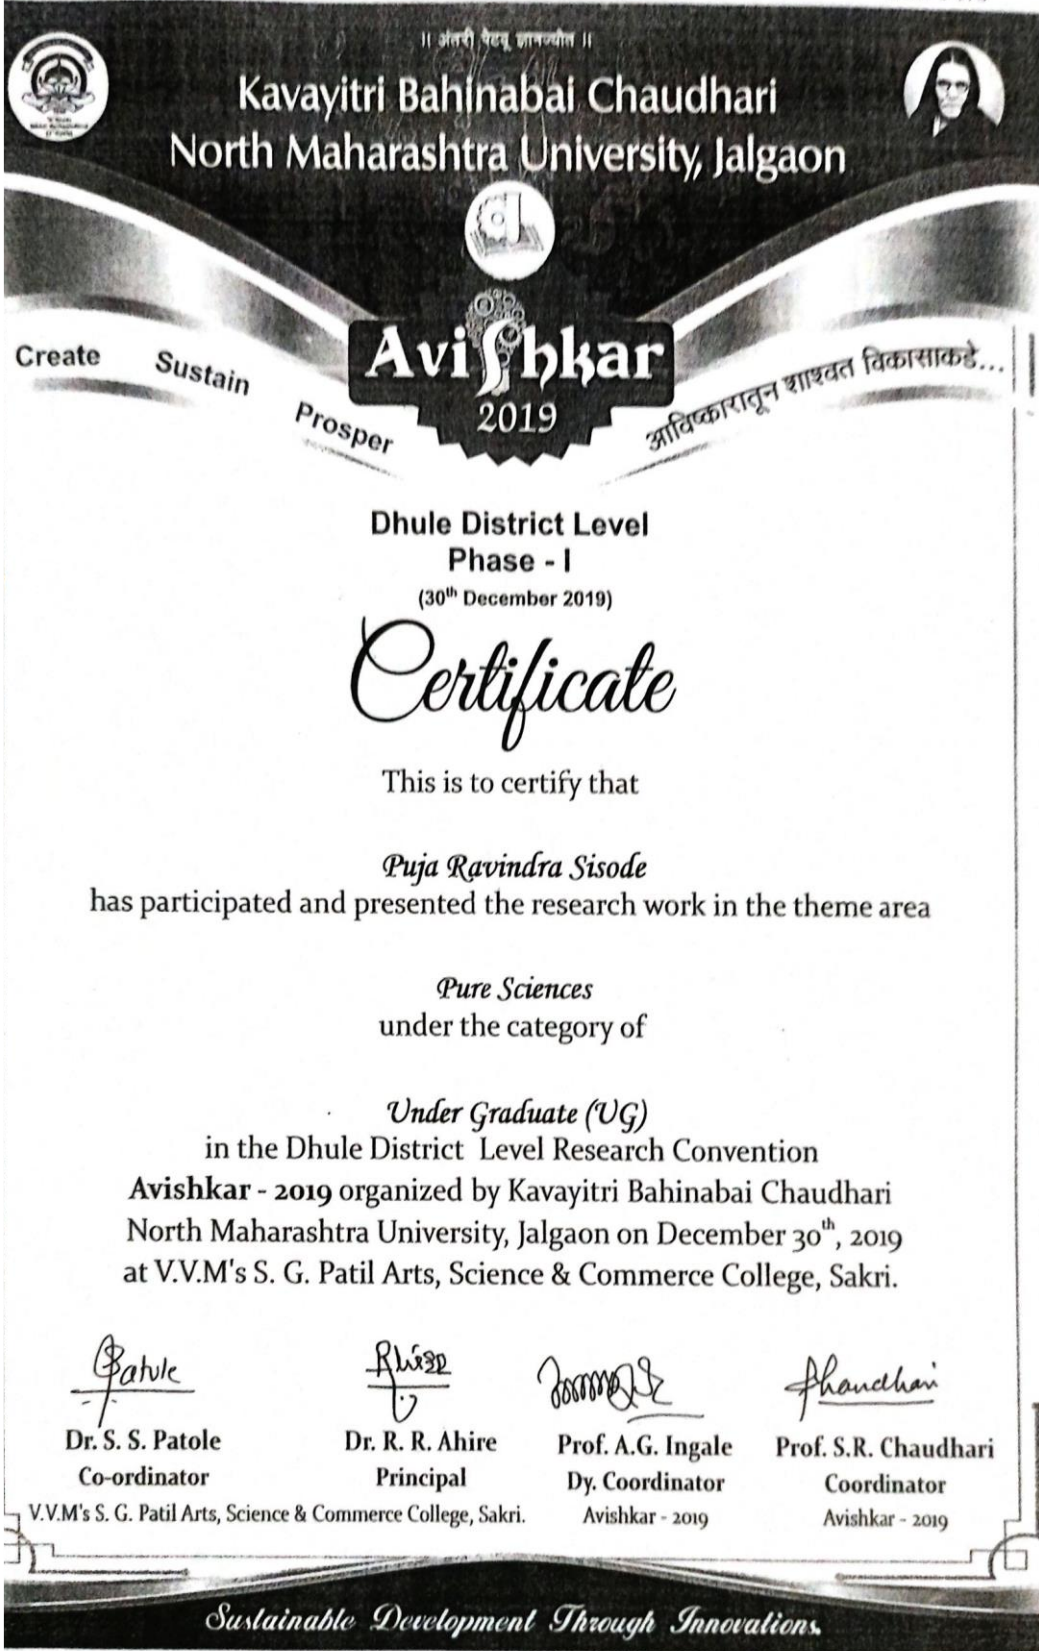 ।। अंतरी पेटवू ज्ञानज्योत ।।
Kavayitri Bahinabai Chaudhari
North Maharashtra University, Jalgaon
Avishkar
2019
Create Sustain Prosper
आविष्कारातून शाश्वत विकासाकडे...
Dhule District Level
Phase - I
(30th December 2019)
Certificate
This is to certify that
Puja Ravindra Sisode
has participated and presented the research work in the theme area
Pure Sciences
under the category of
Under Graduate (UG)
in the Dhule District Level Research Convention
Avishkar - 2019 organized by Kavayitri Bahinabai Chaudhari
North Maharashtra University, Jalgaon on December 30th, 2019
at V.V.M's S. G. Patil Arts, Science & Commerce College, Sakri.
Dr. S. S. Patole Dr. R. R. Ahire Prof. A.G. Ingale Prof. S.R. Chaudhari
Co-ordinator Principal Dy. Coordinator Coordinator
V.V.M's S. G. Patil Arts, Science & Commerce College, Sakri. Avishkar - 2019 Avishkar - 2019
Sustainable Development Through Innovations.